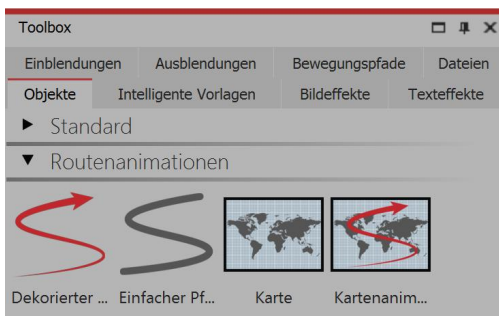 Toolbox
Einblendungen Ausblendungen Bewegungspfade Dateien
Objekte Intelligente Vorlagen Bildeffekte Texteffekte
Standard
Routenanimationen
Dekorierter ... Einfacher Pf... Karte Kartenanim...